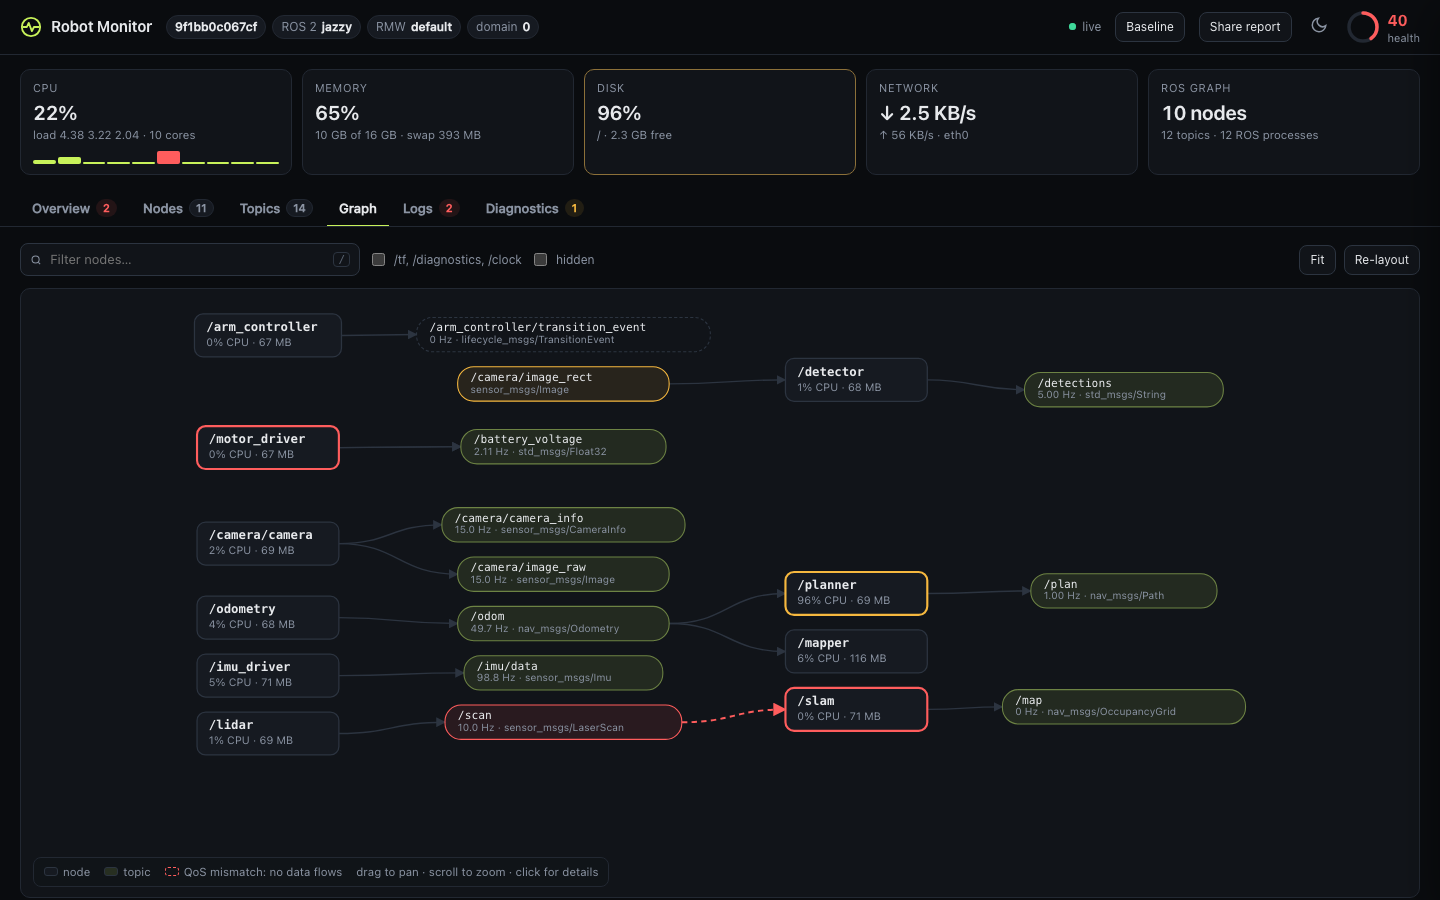 Robot Monitor 9f1bb0c067cf ROS 2 jazzy RMW default domain 0 live Baseline Share report 40 health
CPU
22%
load 4.38 3.22 2.04 · 10 cores
MEMORY
65%
10 GB of 16 GB · swap 393 MB
DISK
96%
/ · 2.3 GB free
NETWORK
↓ 2.5 KB/s
↑ 56 KB/s · eth0
ROS GRAPH
10 nodes
12 topics · 12 ROS processes
Overview 2 Nodes 11 Topics 14 Graph Logs 2 Diagnostics 1
Filter nodes... / /tf, /diagnostics, /clock hidden Fit Re-layout
/arm_controller
0% CPU · 67 MB
/arm_controller/transition_event
0 Hz · lifecycle_msgs/TransitionEvent
/camera/image_rect
sensor_msgs/Image
/detector
1% CPU · 68 MB
/detections
5.00 Hz · std_msgs/String
/motor_driver
0% CPU · 67 MB
/battery_voltage
2.11 Hz · std_msgs/Float32
/camera/camera
2% CPU · 69 MB
/camera/camera_info
15.0 Hz · sensor_msgs/CameraInfo
/camera/image_raw
15.0 Hz · sensor_msgs/Image
/planner
96% CPU · 69 MB
/plan
1.00 Hz · nav_msgs/Path
/odometry
4% CPU · 68 MB
/odom
49.7 Hz · nav_msgs/Odometry
/mapper
6% CPU · 116 MB
/imu_driver
5% CPU · 71 MB
/imu/data
98.8 Hz · sensor_msgs/Imu
/slam
0% CPU · 71 MB
/map
0 Hz · nav_msgs/OccupancyGrid
/lidar
1% CPU · 69 MB
/scan
10.0 Hz · sensor_msgs/LaserScan
node topic QoS mismatch: no data flows drag to pan · scroll to zoom · click for details